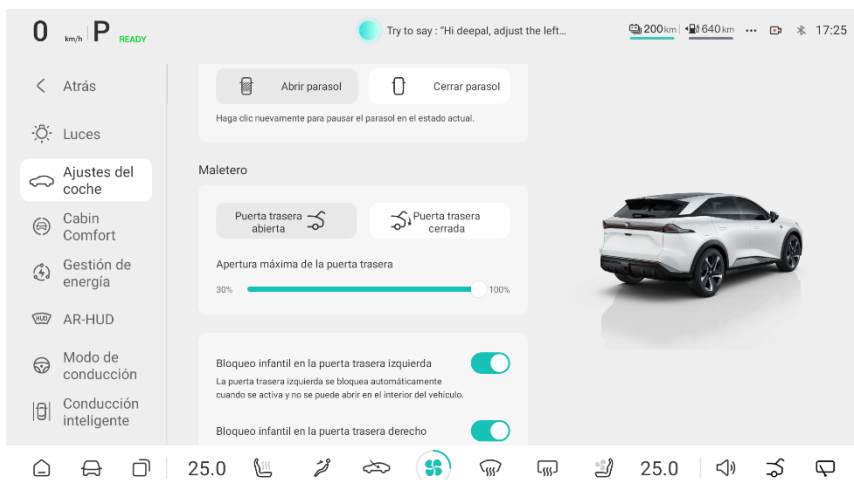 0 km/h P READY
Try to say : "Hi deepal, adjust the left...
200km 640 km ... 17:25
Atrás
Luces
Ajustes del
coche
Cabin
Comfort
Gestión de
energía
HUD AR-HUD
Modo de
conducción
Conducción
inteligente
Abrir parasol
Cerrar parasol
Haga clic nuevamente para pausar el parasol en el estado actual.
Maletero
Puerta trasera
abierta
Puerta trasera
cerrada
Apertura máxima de la puerta trasera
30% 100%
Bloqueo infantil en la puerta trasera izquierda
La puerta trasera izquierda se bloquea automáticamente
cuando se activa y no se puede abrir en el interior del vehículo.
Bloqueo infantil en la puerta trasera derecho
25.0 25.0